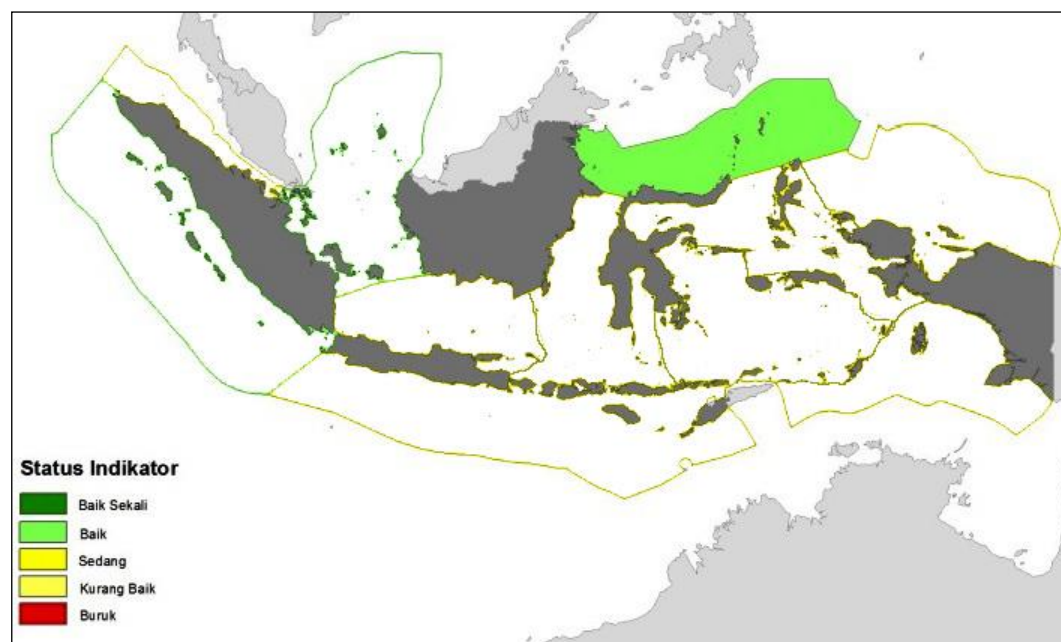 Status Indikator
Baik Sekali
Baik
Sedang
Kurang Baik
Buruk